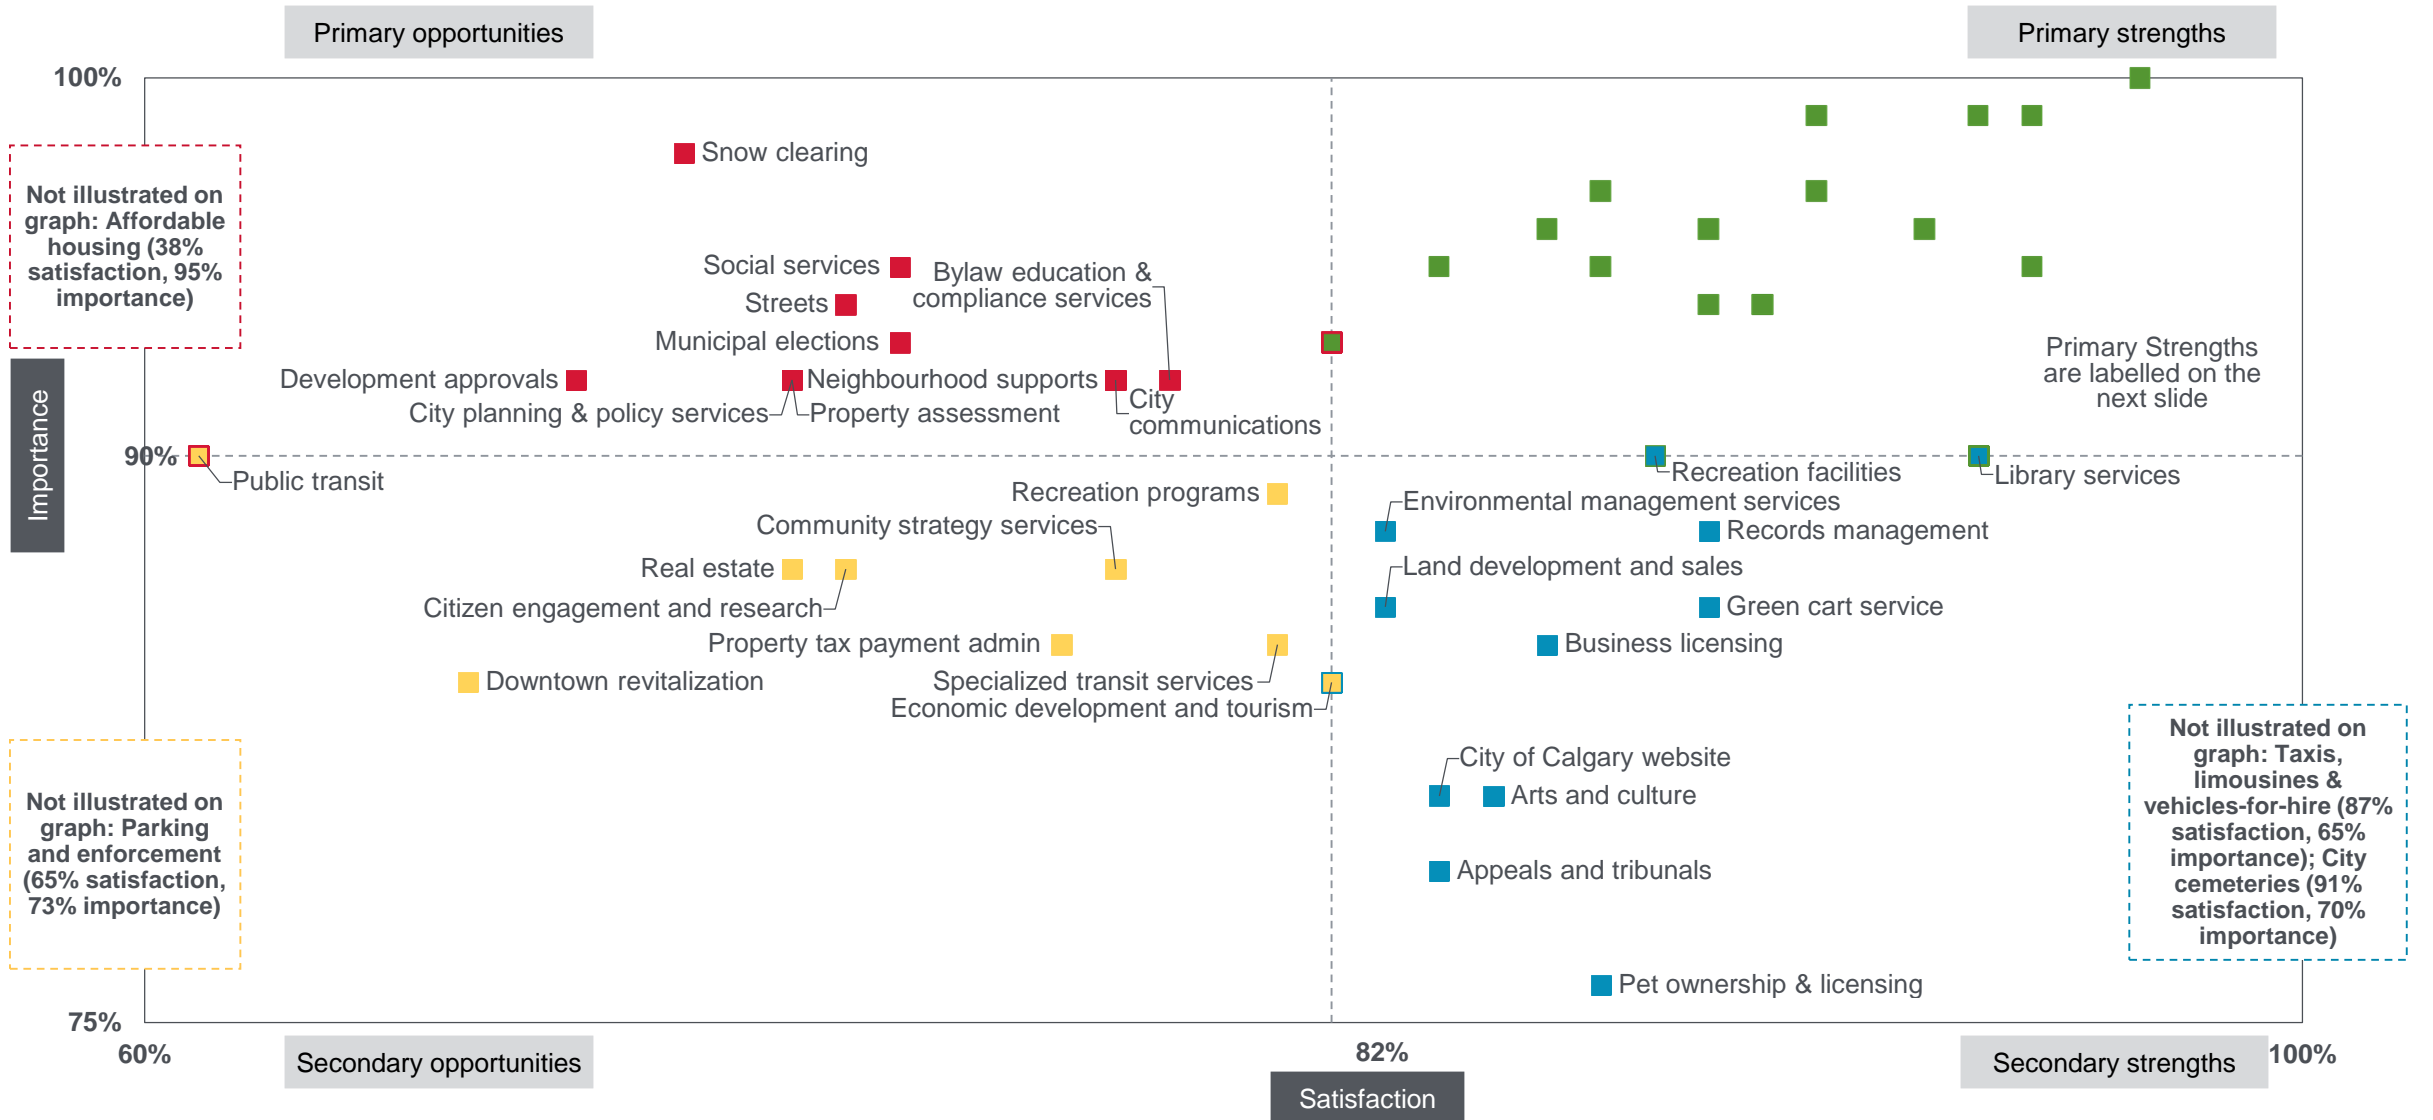 Primary opportunities
Primary strengths
100%
Snow clearing
Not illustrated on
graph: Affordable
housing (38%
satisfaction, 95%
importance)
Social services
Bylaw education &
compliance services
Streets
Municipal elections
Primary Strengths
are labelled on the
next slide
Development approvals
Neighbourhood supports
City planning & policy services
Property assessment
City
communications
Importance
90%
Public transit
Recreation facilities
Library services
Recreation programs
Environmental management services
Community strategy services
Records management
Real estate
Land development and sales
Citizen engagement and research
Green cart service
Property tax payment admin
Business licensing
Downtown revitalization
Specialized transit services
Economic development and tourism
Not illustrated on
graph: Taxis,
limousines &
vehicles-for-hire (87%
satisfaction, 65%
importance); City
cemeteries (91%
satisfaction, 70%
importance)
City of Calgary website
Arts and culture
Not illustrated on
graph: Parking
and enforcement
(65% satisfaction,
73% importance)
Appeals and tribunals
Pet ownership & licensing
75%
60%
Secondary opportunities
82%
Secondary strengths
100%
Satisfaction